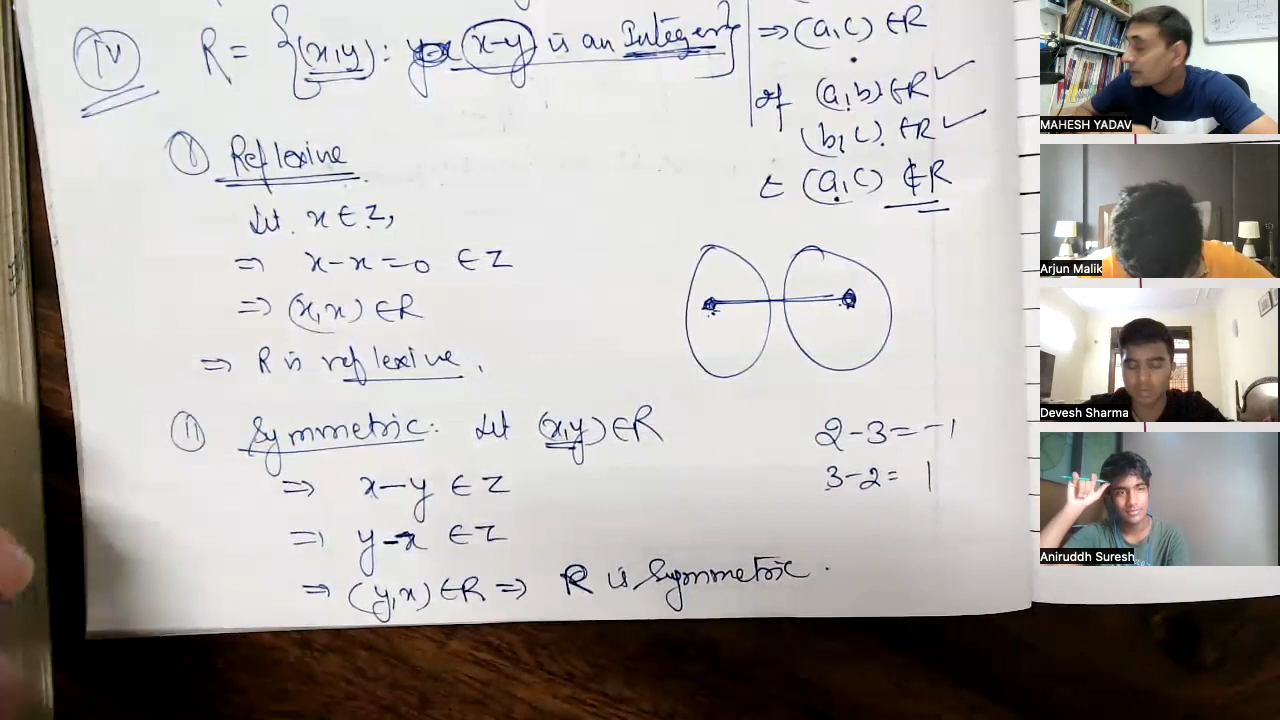 (iv) R = {(x,y) : x-y is an Integer}
⇒ (a,c) ∈ R
if (a,b) ∈ R ✓
(b,c) ∈ R ✓
& (a,c) ∉ R
(i) Reflexive
Let x ∈ Z,
⇒ x-x=0 ∈ Z
⇒ (x,x) ∈ R
⇒ R is reflexive.
(ii) Symmetric: Let (x,y) ∈ R
⇒ x-y ∈ Z
⇒ y-x ∈ Z
⇒ (y,x) ∈ R ⇒ R is Symmetric.
2-3=-1
3-2= 1
MAHESH YADAV
Arjun Malik
Devesh Sharma
Aniruddh Suresh